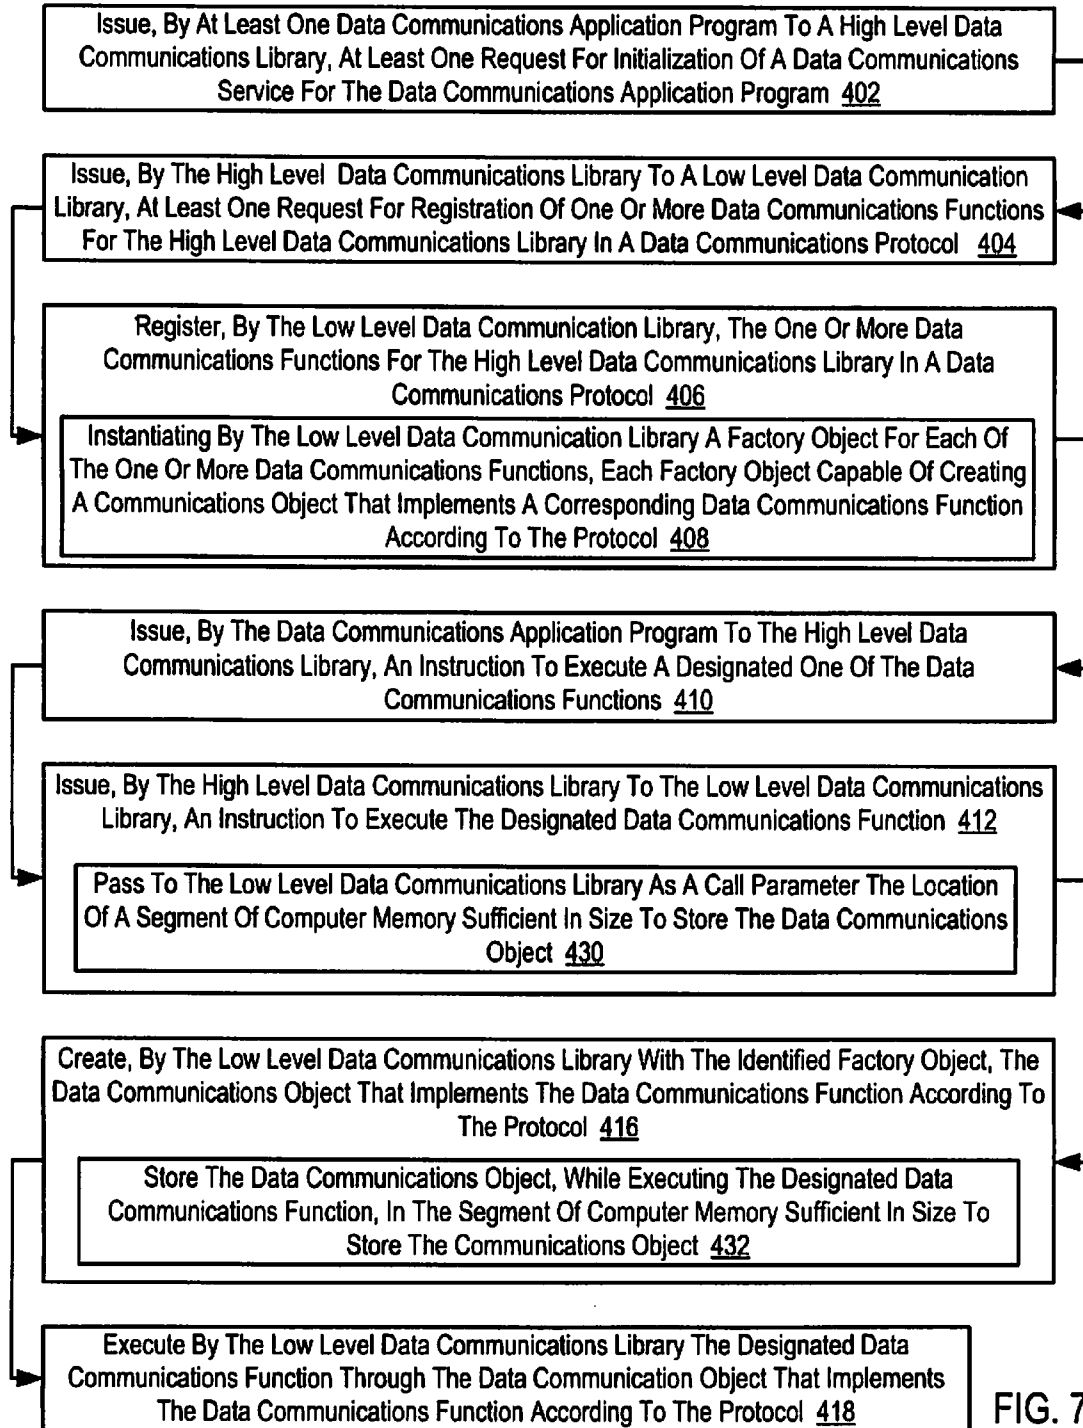 Issue, By At Least One Data Communications Application Program To A High Level Data
Communications Library, At Least One Request For Initialization Of A Data Communications
Service For The Data Communications Application Program 402
Issue, By The High Level Data Communications Library To A Low Level Data Communication
Library, At Least One Request For Registration Of One Or More Data Communications Functions
For The High Level Data Communications Library In A Data Communications Protocol 404
Register, By The Low Level Data Communication Library, The One Or More Data
Communications Functions For The High Level Data Communications Library In A Data
Communications Protocol 406
Instantiating By The Low Level Data Communication Library A Factory Object For Each Of
The One Or More Data Communications Functions, Each Factory Object Capable Of Creating
A Communications Object That Implements A Corresponding Data Communications Function
According To The Protocol 408
Issue, By The Data Communications Application Program To The High Level Data
Communications Library, An Instruction To Execute A Designated One Of The Data
Communications Functions 410
Issue, By The High Level Data Communications Library To The Low Level Data Communications
Library, An Instruction To Execute The Designated Data Communications Function 412
Pass To The Low Level Data Communications Library As A Call Parameter The Location
Of A Segment Of Computer Memory Sufficient In Size To Store The Data Communications
Object 430
Create, By The Low Level Data Communications Library With The Identified Factory Object, The
Data Communications Object That Implements The Data Communications Function According To
The Protocol 416
Store The Data Communications Object, While Executing The Designated Data
Communications Function, In The Segment Of Computer Memory Sufficient In Size To
Store The Communications Object 432
Execute By The Low Level Data Communications Library The Designated Data
Communications Function Through The Data Communication Object That Implements
The Data Communications Function According To The Protocol 418
FIG. 7